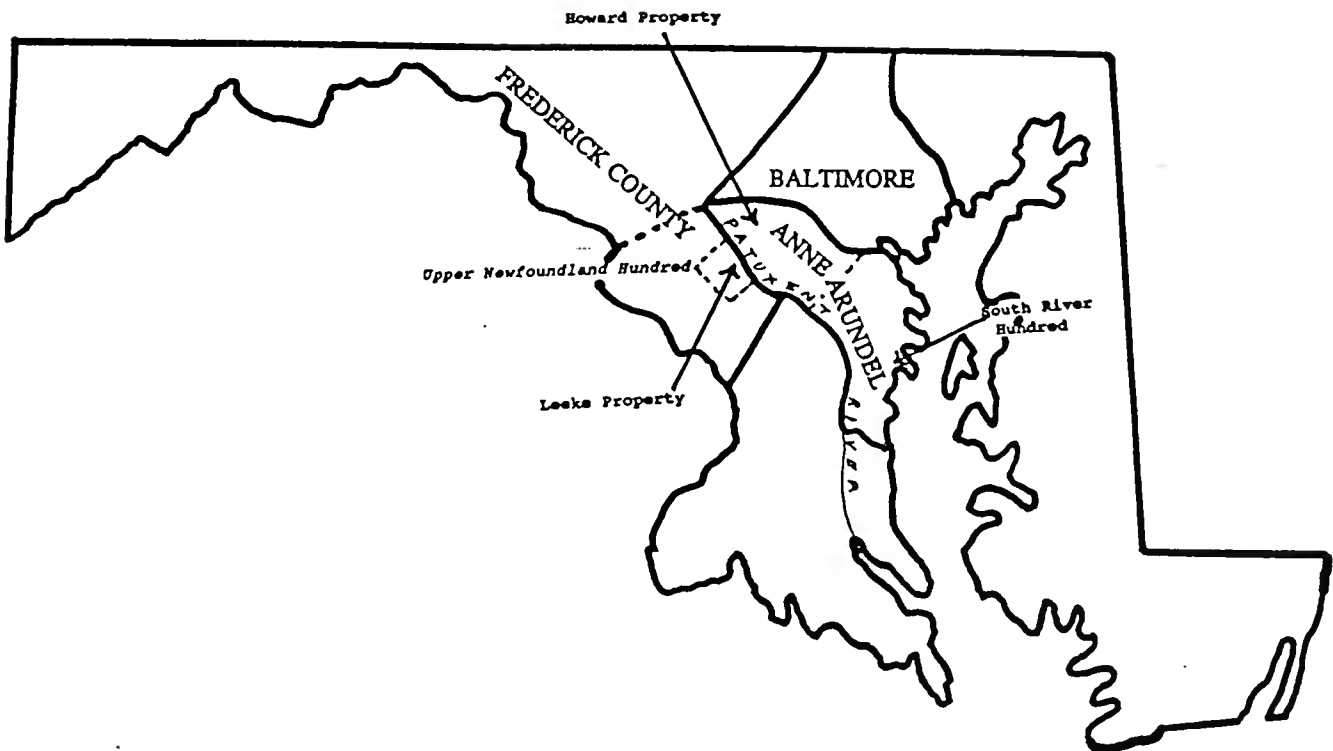 Howard Property
FREDERICK COUNTY
BALTIMORE
PATUXENT RIVER
ANNE ARUNDEL
Upper Newfoundland Hundred
South River
Hundred
Leeke Property